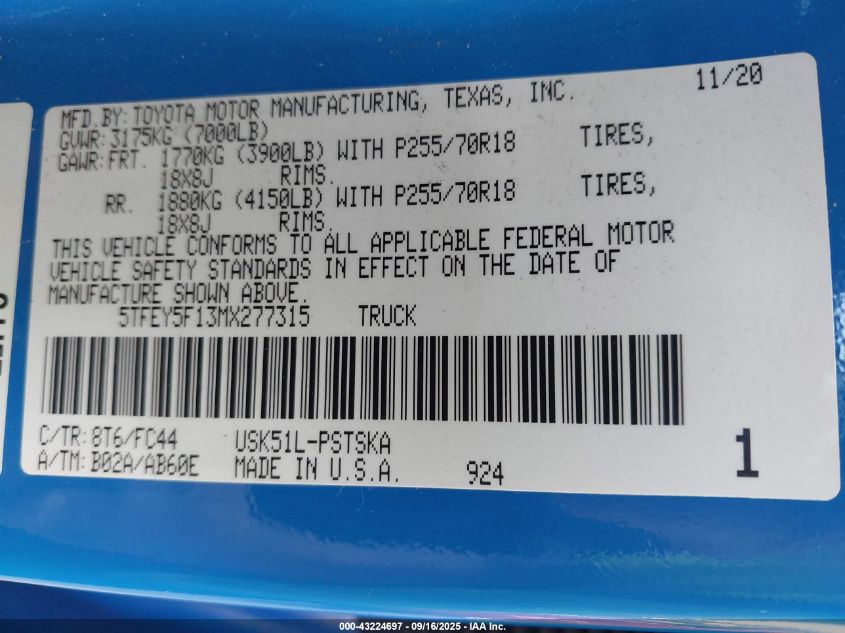 MFD.BY: TOYOTA MOTOR MANUFACTURING, TEXAS, INC. 11/20
GVWR: 3175KG (7000LB)
GAWR: FRT. 1770KG (3900LB) WITH P255/70R18 TIRES,
18X8J RIMS.
RR. 1880KG (4150LB) WITH P255/70R18 TIRES,
18X8J RIMS.
THIS VEHICLE CONFORMS TO ALL APPLICABLE FEDERAL MOTOR
VEHICLE SAFETY STANDARDS IN EFFECT ON THE DATE OF
MANUFACTURE SHOWN ABOVE.
5TFEY5F13MX277315 TRUCK
C/TR: 8T6/FC44 USK51L-PSTSKA
A/TM: B02A/AB60E MADE IN U.S.A. 924 1
000-43224697 - 09/16/2025 - IAA Inc.